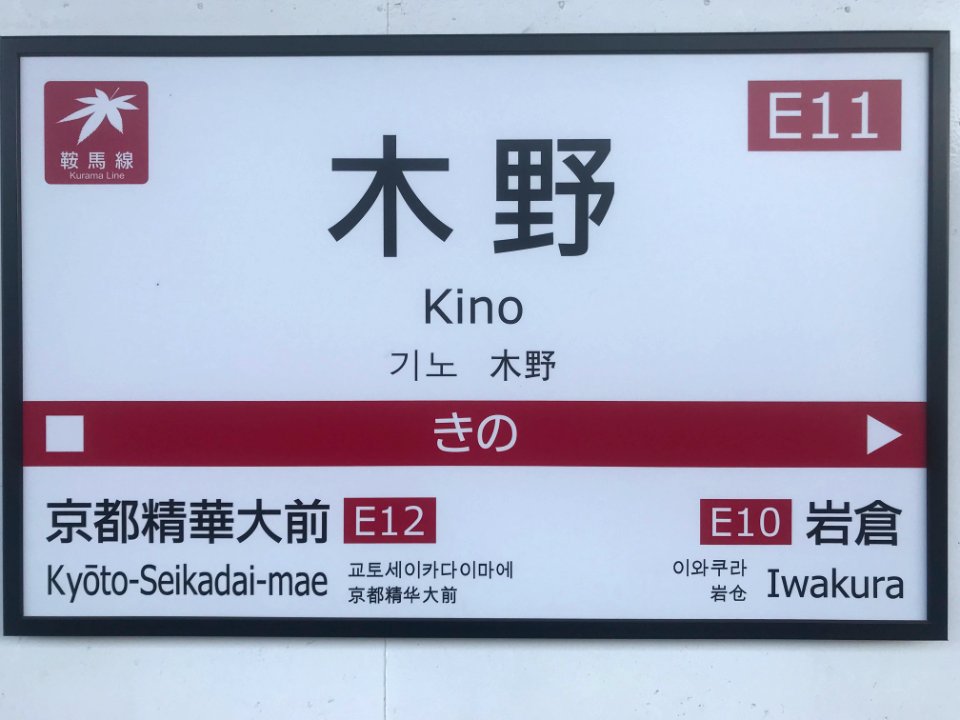 鞍馬線
Kurama Line
E11
木野
Kino
기노 木野
きの
京都精華大前 E12
Kyōto-Seikadai-mae
교토세이카다이마에
京都精华大前
E10 岩倉
이와쿠라
岩仓
Iwakura